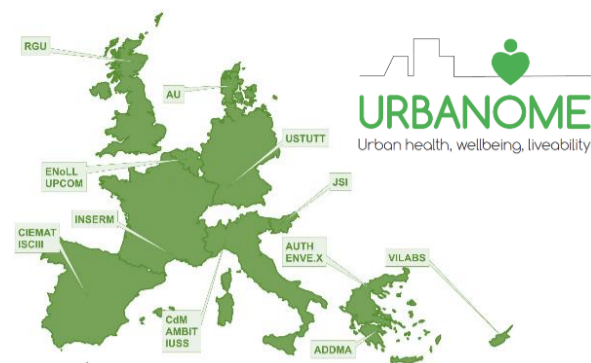 RGU
AU
URBANOME
Urban health, wellbeing, liveability
USTUTT
ENoLL
UPCOM
JSI
INSERM
CIEMAT
ISCIII
AUTH
ENVE.X
VILABS
CdM
AMBIT
IUSS
ADDMA